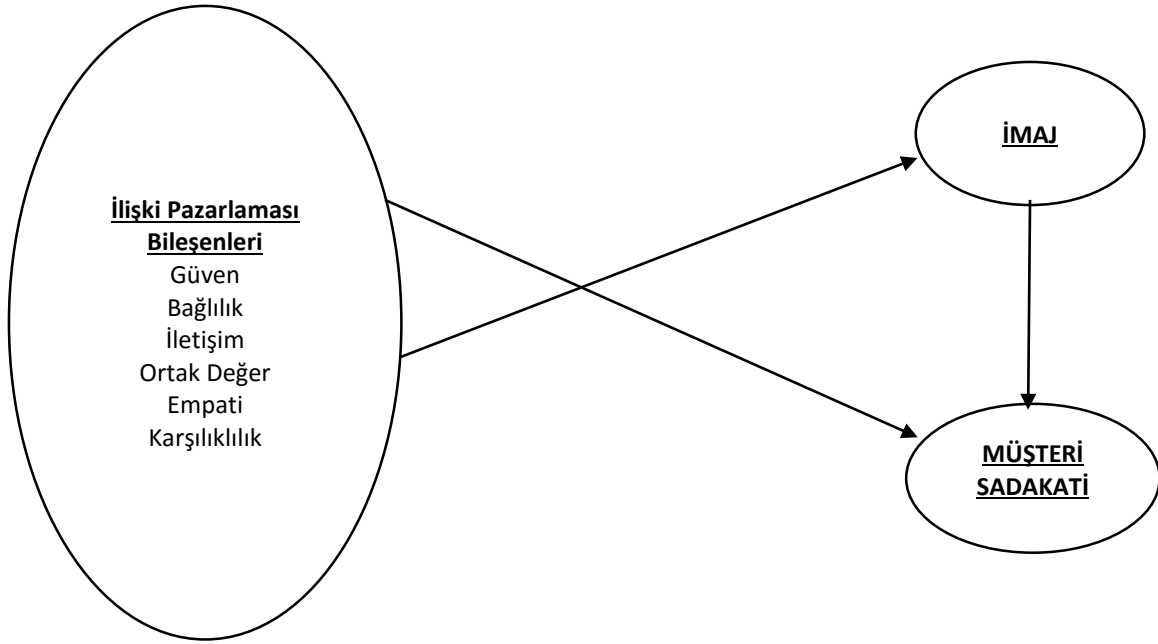 İlişki Pazarlaması
Bileşenleri
Güven
Bağlılık
İletişim
Ortak Değer
Empati
Karşılıklılık
İMAJ
MÜŞTERİ
SADAKATİ